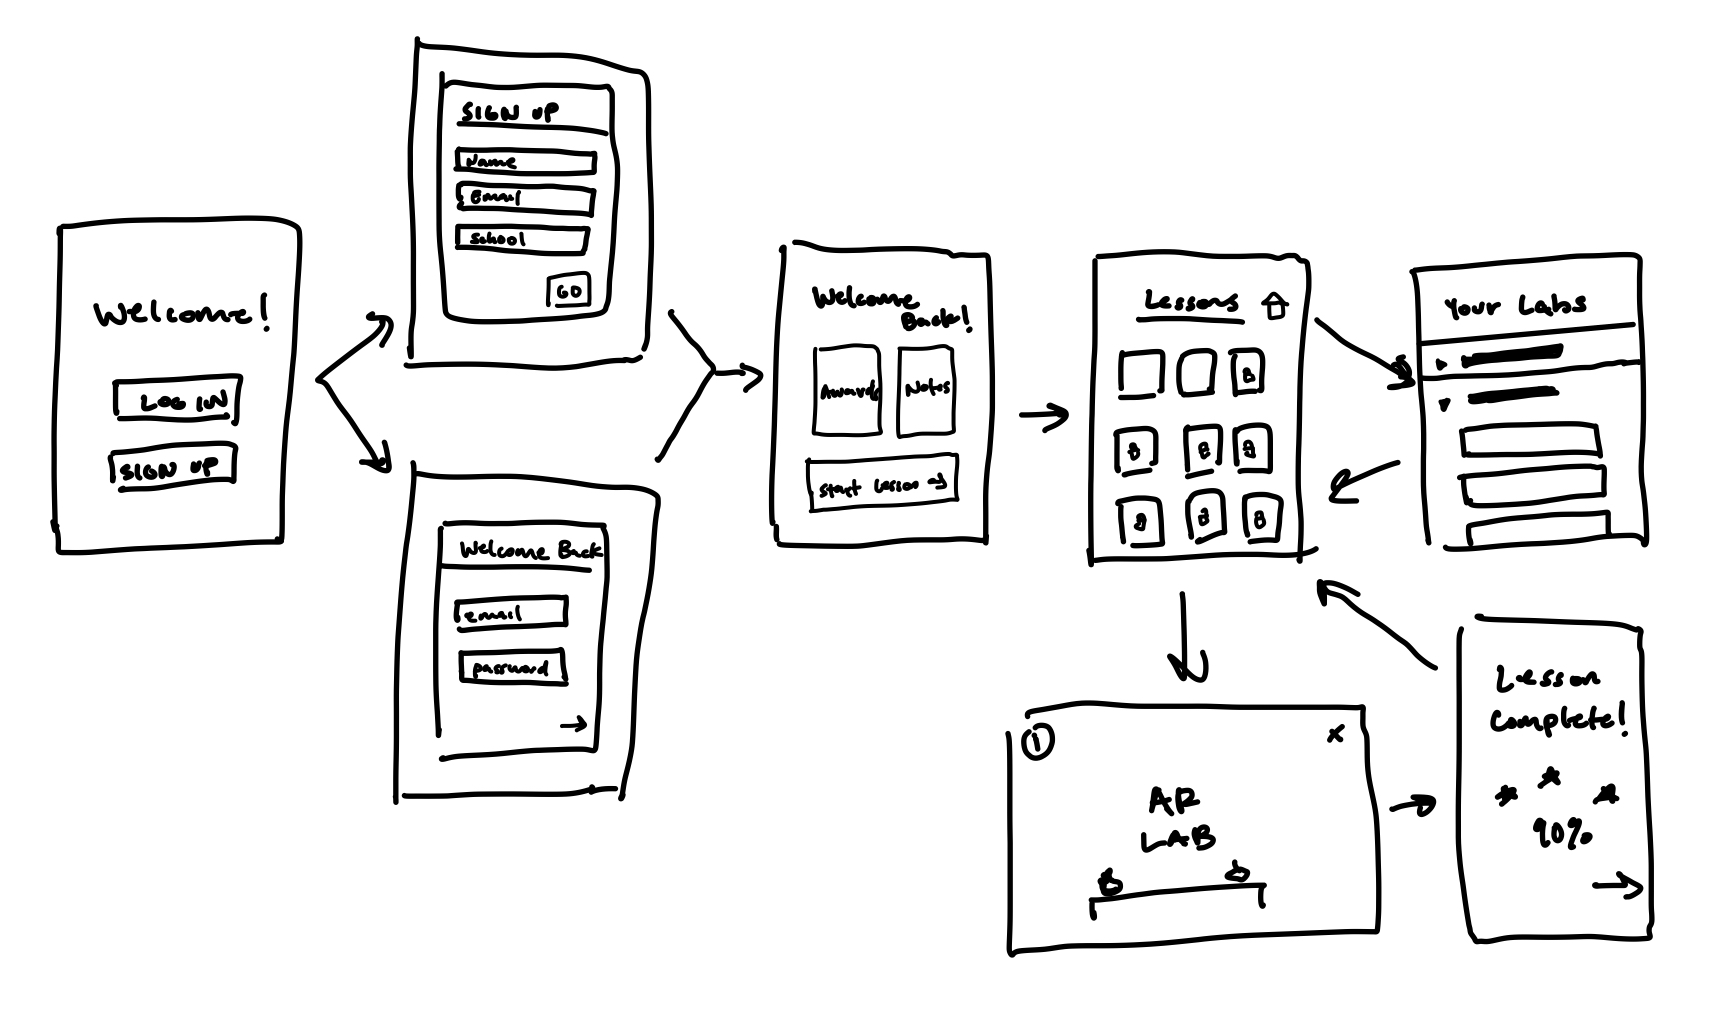 Welcome!
LOG IN
SIGN UP
SIGN UP
Name
Email
School
GO
Welcome Back
email
password
Welcome
Back!
Awards
Notes
Start Lesson →
Lessons
Your Labs
i
x
AR
LAB
Lesson
Complete!
90%